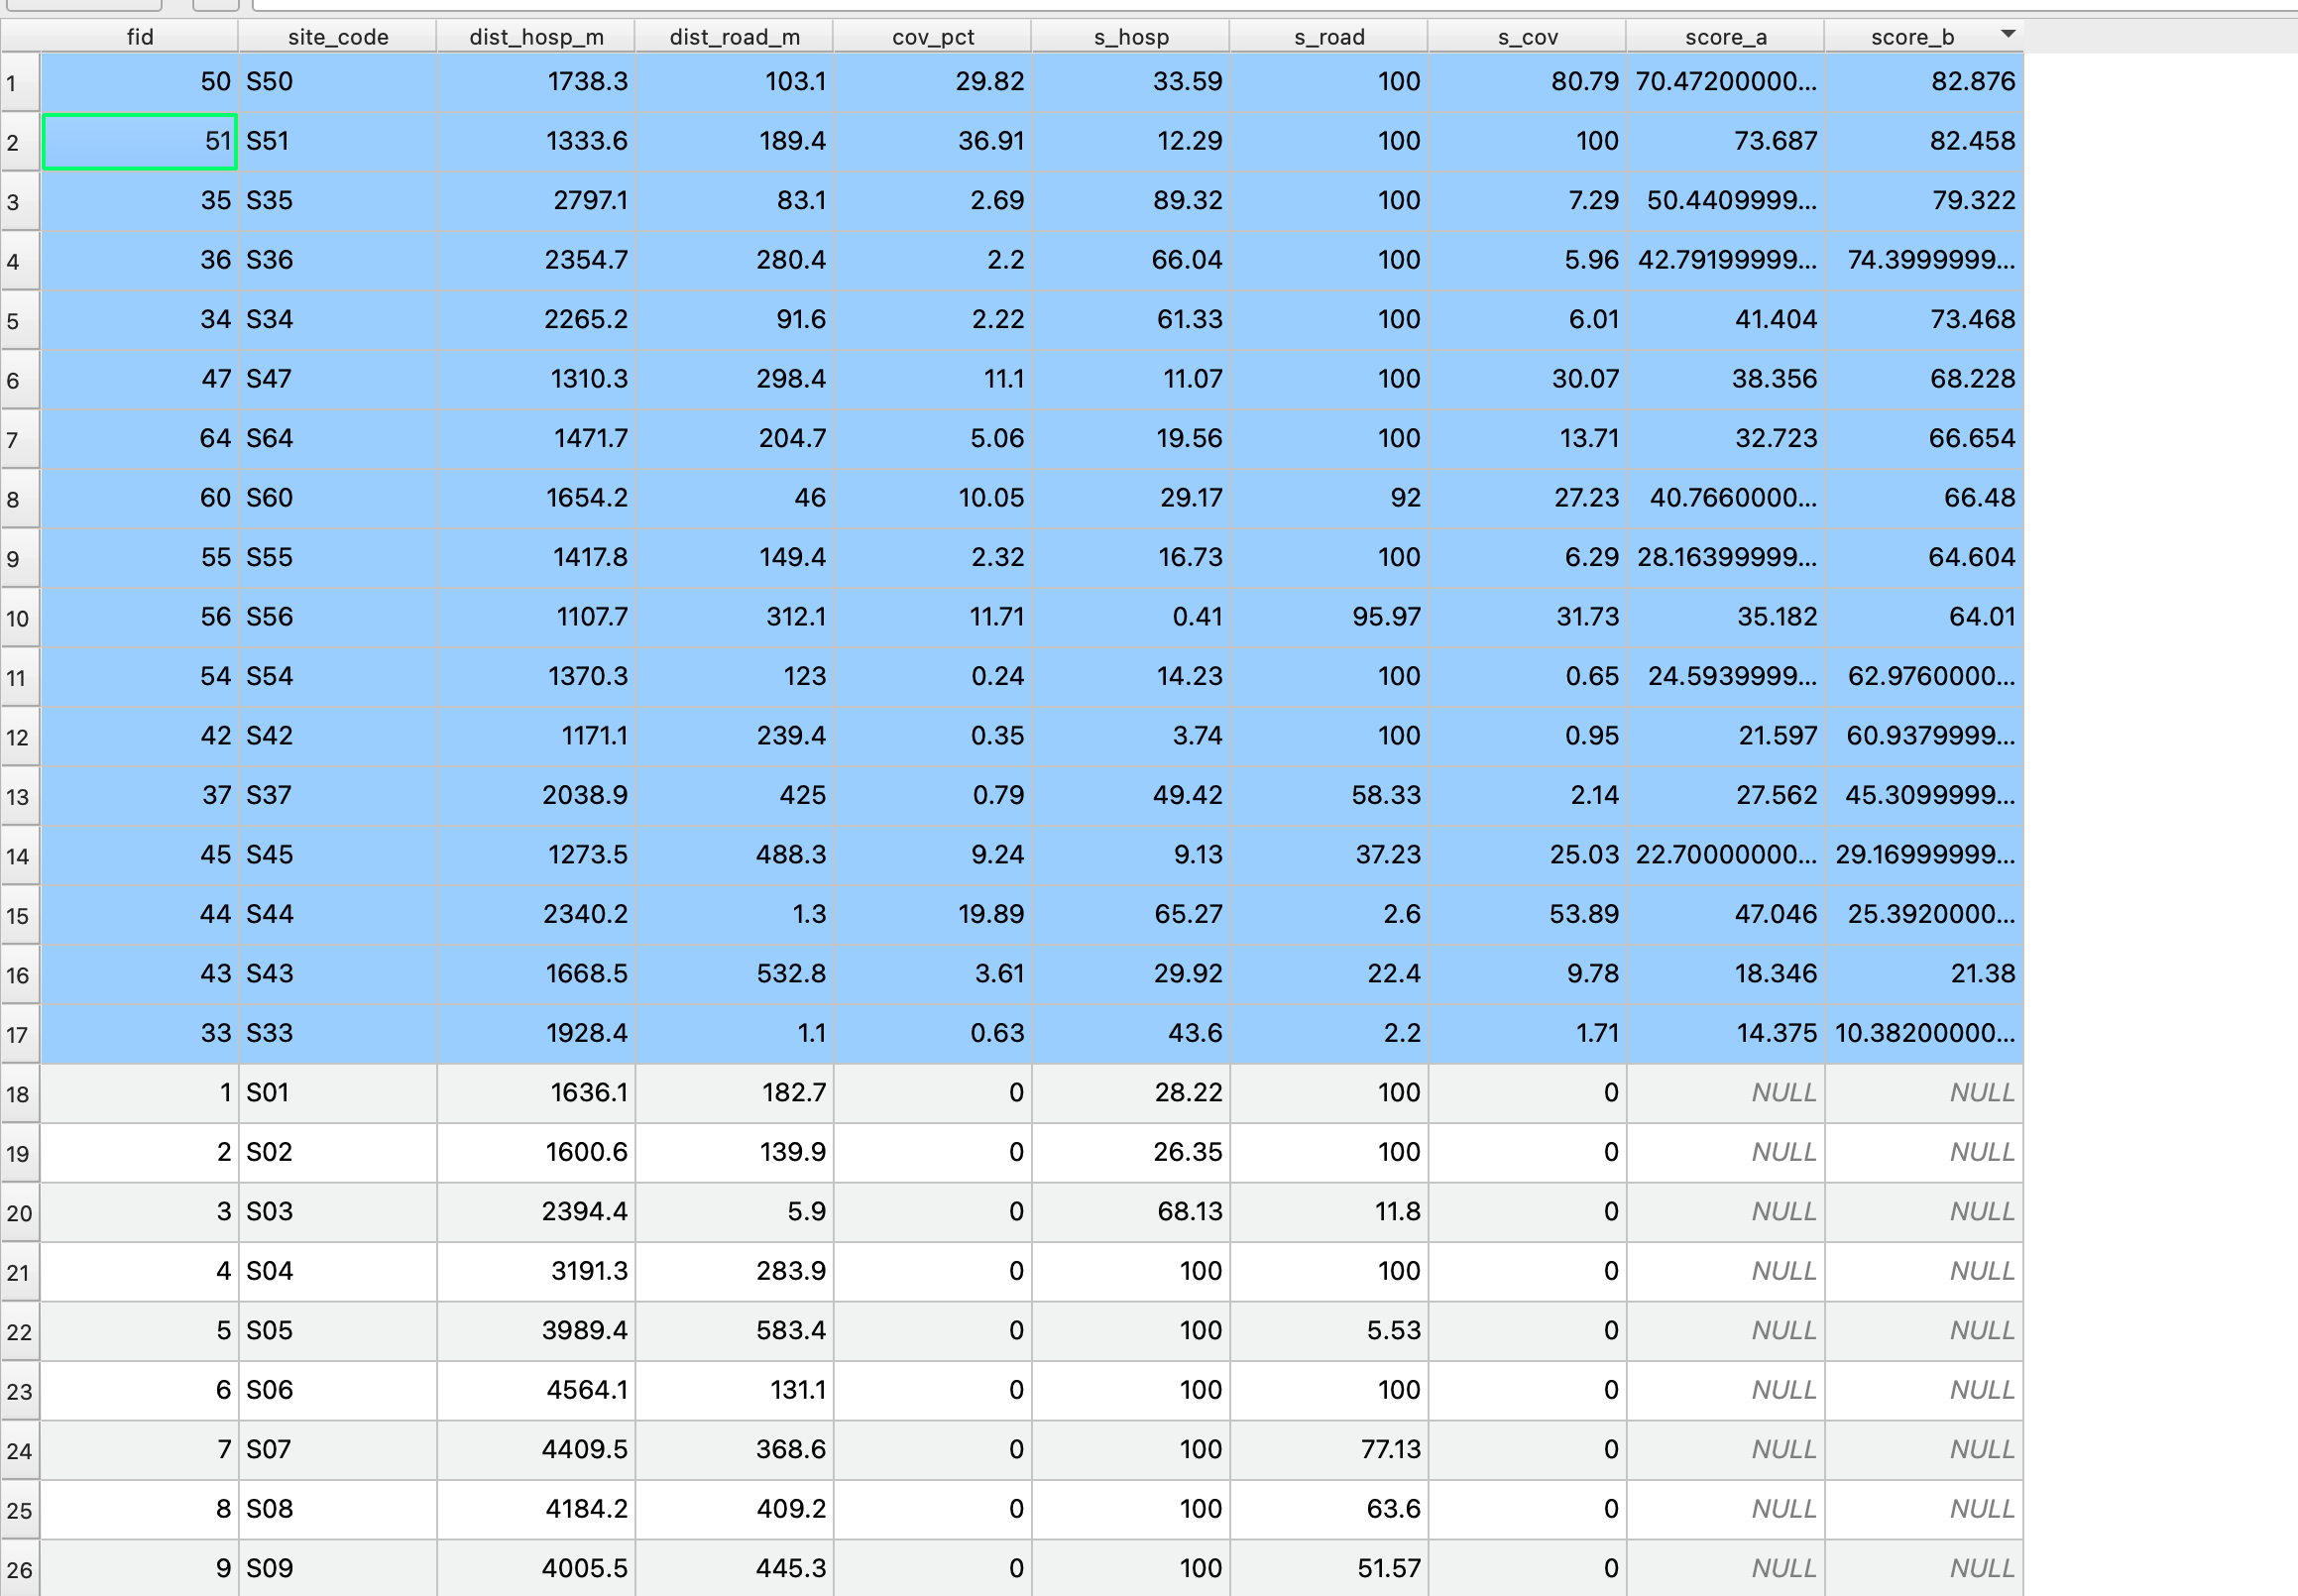 fid site_code dist_hosp_m dist_road_m cov_pct s_hosp s_road s_cov score_a score_b
1 50 S50 1738.3 103.1 29.82 33.59 100 80.79 70.47200000... 82.876
2 51 S51 1333.6 189.4 36.91 12.29 100 100 73.687 82.458
3 35 S35 2797.1 83.1 2.69 89.32 100 7.29 50.4409999... 79.322
4 36 S36 2354.7 280.4 2.2 66.04 100 5.96 42.79199999... 74.3999999...
5 34 S34 2265.2 91.6 2.22 61.33 100 6.01 41.404 73.468
6 47 S47 1310.3 298.4 11.1 11.07 100 30.07 38.356 68.228
7 64 S64 1471.7 204.7 5.06 19.56 100 13.71 32.723 66.654
8 60 S60 1654.2 46 10.05 29.17 92 27.23 40.7660000... 66.48
9 55 S55 1417.8 149.4 2.32 16.73 100 6.29 28.16399999... 64.604
10 56 S56 1107.7 312.1 11.71 0.41 95.97 31.73 35.182 64.01
11 54 S54 1370.3 123 0.24 14.23 100 0.65 24.5939999... 62.9760000...
12 42 S42 1171.1 239.4 0.35 3.74 100 0.95 21.597 60.9379999...
13 37 S37 2038.9 425 0.79 49.42 58.33 2.14 27.562 45.3099999...
14 45 S45 1273.5 488.3 9.24 9.13 37.23 25.03 22.70000000... 29.16999999...
15 44 S44 2340.2 1.3 19.89 65.27 2.6 53.89 47.046 25.3920000...
16 43 S43 1668.5 532.8 3.61 29.92 22.4 9.78 18.346 21.38
17 33 S33 1928.4 1.1 0.63 43.6 2.2 1.71 14.375 10.38200000...
18 1 S01 1636.1 182.7 0 28.22 100 0 NULL NULL
19 2 S02 1600.6 139.9 0 26.35 100 0 NULL NULL
20 3 S03 2394.4 5.9 0 68.13 11.8 0 NULL NULL
21 4 S04 3191.3 283.9 0 100 100 0 NULL NULL
22 5 S05 3989.4 583.4 0 100 5.53 0 NULL NULL
23 6 S06 4564.1 131.1 0 100 100 0 NULL NULL
24 7 S07 4409.5 368.6 0 100 77.13 0 NULL NULL
25 8 S08 4184.2 409.2 0 100 63.6 0 NULL NULL
26 9 S09 4005.5 445.3 0 100 51.57 0 NULL NULL